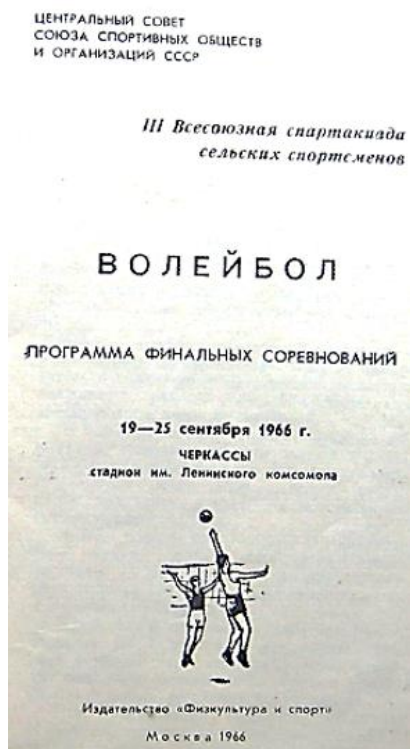 ЦЕНТРАЛЬНЫЙ СОВЕТ
СОЮЗА СПОРТИВНЫХ ОБЩЕСТВ
И ОРГАНИЗАЦИЙ СССР
III Всесоюзная спартакиада
сельских спортсменов
ВОЛЕЙБОЛ
ПРОГРАММА ФИНАЛЬНЫХ СОРЕВНОВАНИЙ
19—25 сентября 1966 г.
ЧЕРКАССЫ
стадион им. Ленинского комсомола
Издательство «Физкультура и спорт»
Москва 1966